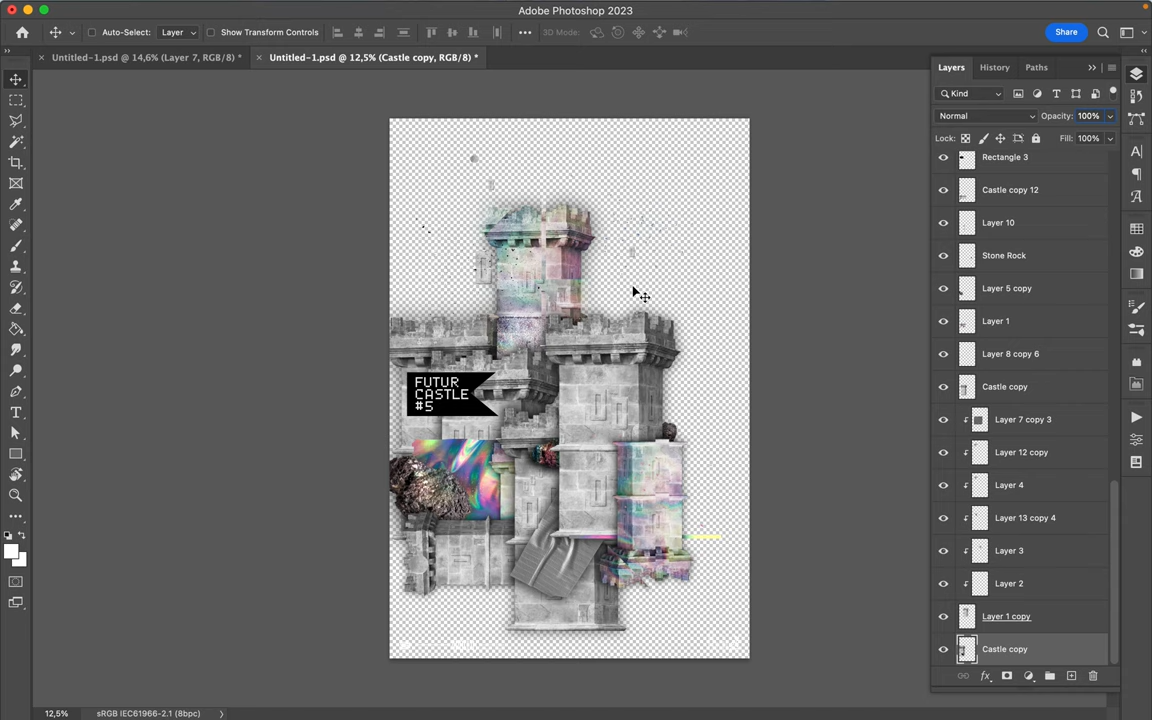 Adobe Photoshop 2023
Auto-Select:
Layer
Show Transform Controls
3D Mode:
Share
Untitled-1.psd @ 14,6% (Layer 7, RGB/8) *
Untitled-1.psd @ 12,5% (Castle copy, RGB/8) *
Layers
History
Paths
Kind
Normal
Opacity:
100%
Lock:
Fill:
100%
Rectangle 3
Castle copy 12
Layer 10
Stone Rock
Layer 5 copy
Layer 1
Layer 8 copy 6
Castle copy
Layer 7 copy 3
Layer 12 copy
Layer 4
Layer 13 copy 4
Layer 3
Layer 2
Layer 1 copy
Castle copy
FUTUR
CASTLE
#5
12,5%
sRGB IEC61966-2.1 (8bpc)